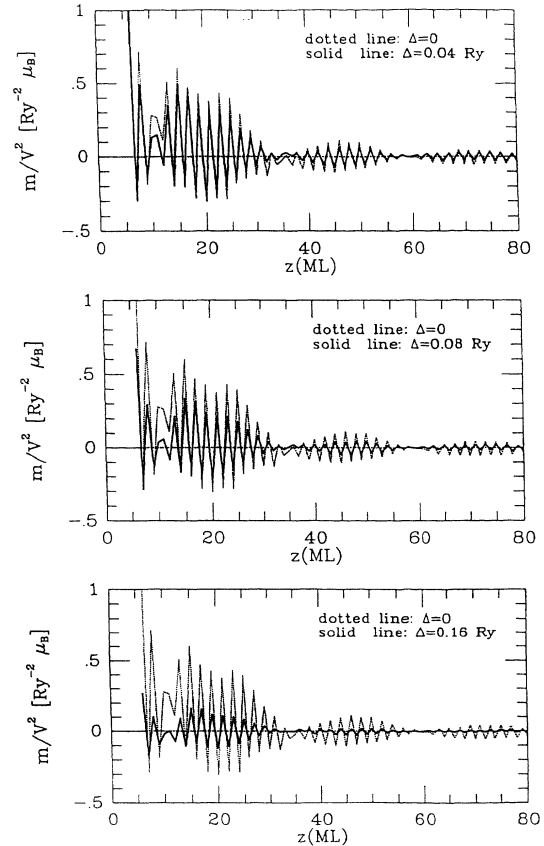 1
dotted line: Δ=0
solid line: Δ=0.04 Ry
m/V² [Ry⁻² μB]
.5
0
-.5
0 20 40 60 80
z(ML)
1
dotted line: Δ=0
solid line: Δ=0.08 Ry
m/V² [Ry⁻² μB]
.5
0
-.5
0 20 40 60 80
z(ML)
1
dotted line: Δ=0
solid line: Δ=0.16 Ry
m/V² [Ry⁻² μB]
.5
0
-.5
0 20 40 60 80
z(ML)